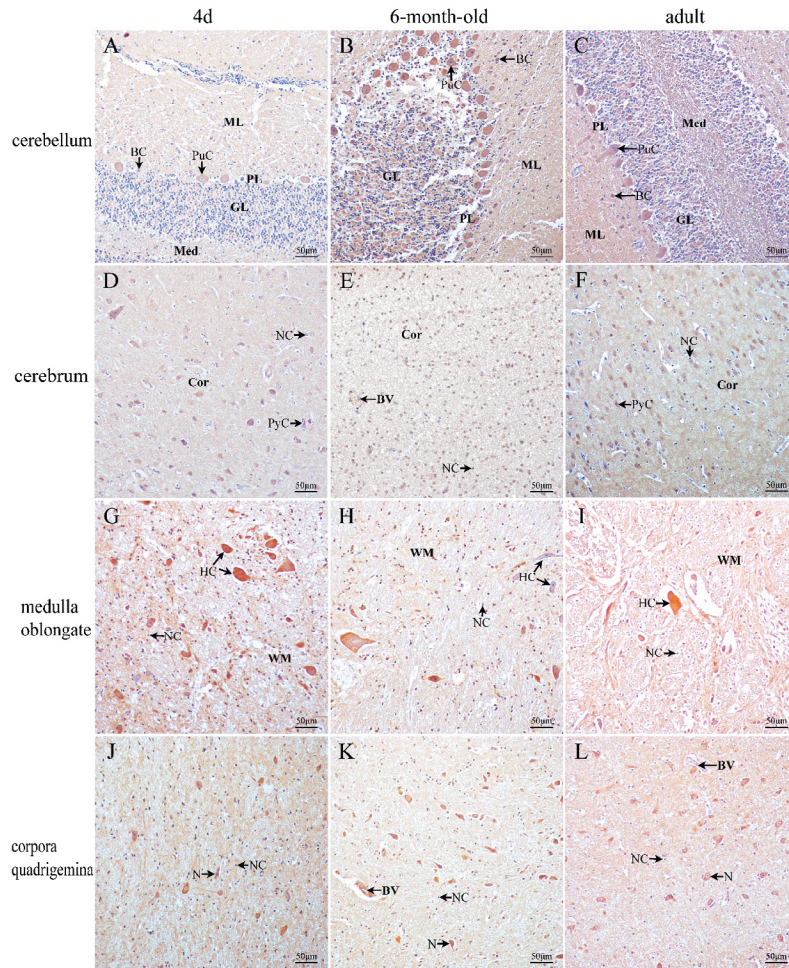 4d 6-month-old adult
cerebellum
A
ML
BC
PuC
PL
GL
Med
50μm
B
BC
PuC
ML
GL
PL
50μm
C
PL
Med
PuC
BC
ML
GL
50μm
cerebrum
D
NC
Cor
PyC
50μm
E
Cor
BV
NC
50μm
F
NC
Cor
PyC
50μm
medulla
oblongate
G
HC
NC
WM
50μm
H
WM
HC
NC
50μm
I
WM
HC
NC
50μm
corpora
quadrigemina
J
NC
N
50μm
K
BV
NC
N
50μm
L
BV
NC
N
50μm